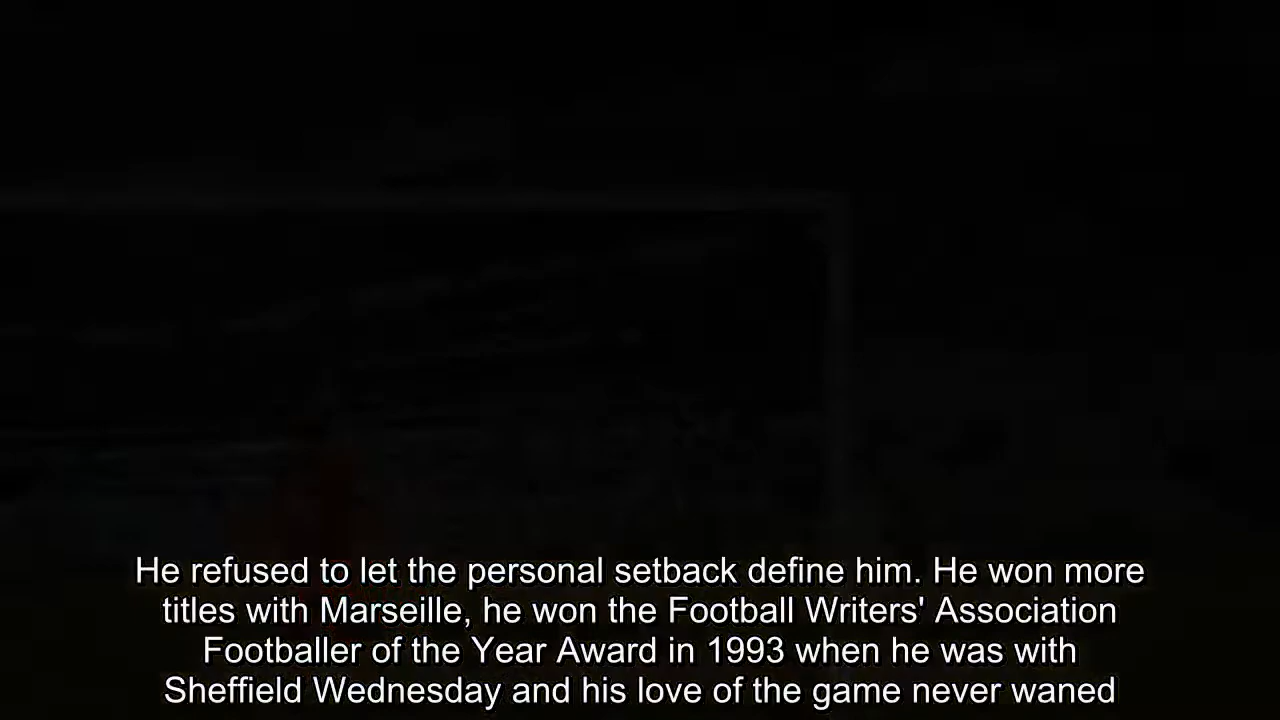 He refused to let the personal setback define him. He won more
titles with Marseille, he won the Football Writers' Association
Footballer of the Year Award in 1993 when he was with
Sheffield Wednesday and his love of the game never waned